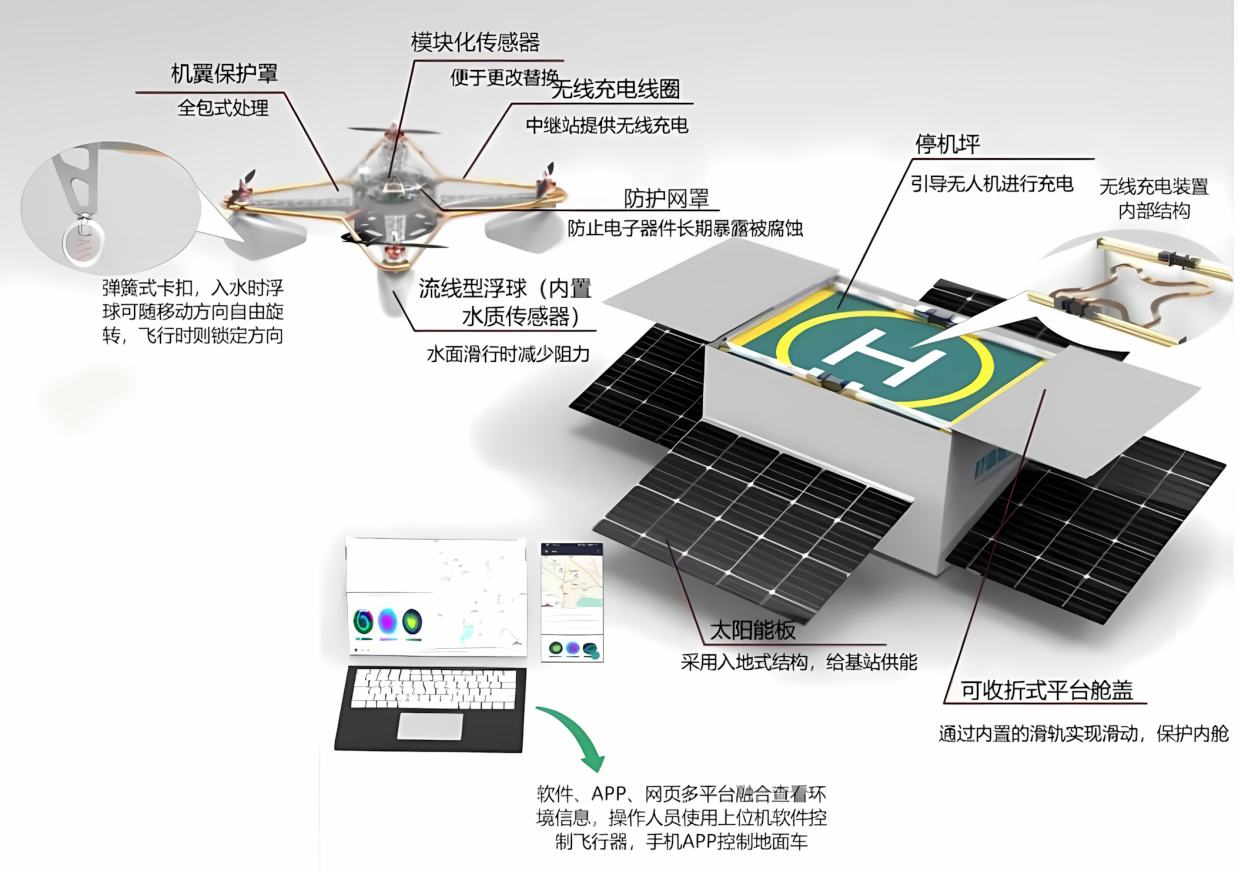 模块化传感器
便于更改替换
机翼保护罩
全包式处理
无线充电线圈
中继站提供无线充电
停机坪
引导无人机进行充电
无线充电装置
内部结构
防护网罩
防止电子器件长期暴露被腐蚀
弹簧式卡扣，入水时浮
球可随移动方向自由旋
转，飞行时则锁定方向
流线型浮球（内置
水质传感器）
水面滑行时减少阻力
H
太阳能板
采用入地式结构，给基站供能
可收折式平台舱盖
通过内置的滑轨实现滑动，保护内舱
软件、APP、网页多平台融合查看环
境信息，操作人员使用上位机软件控
制飞行器，手机APP控制地面车